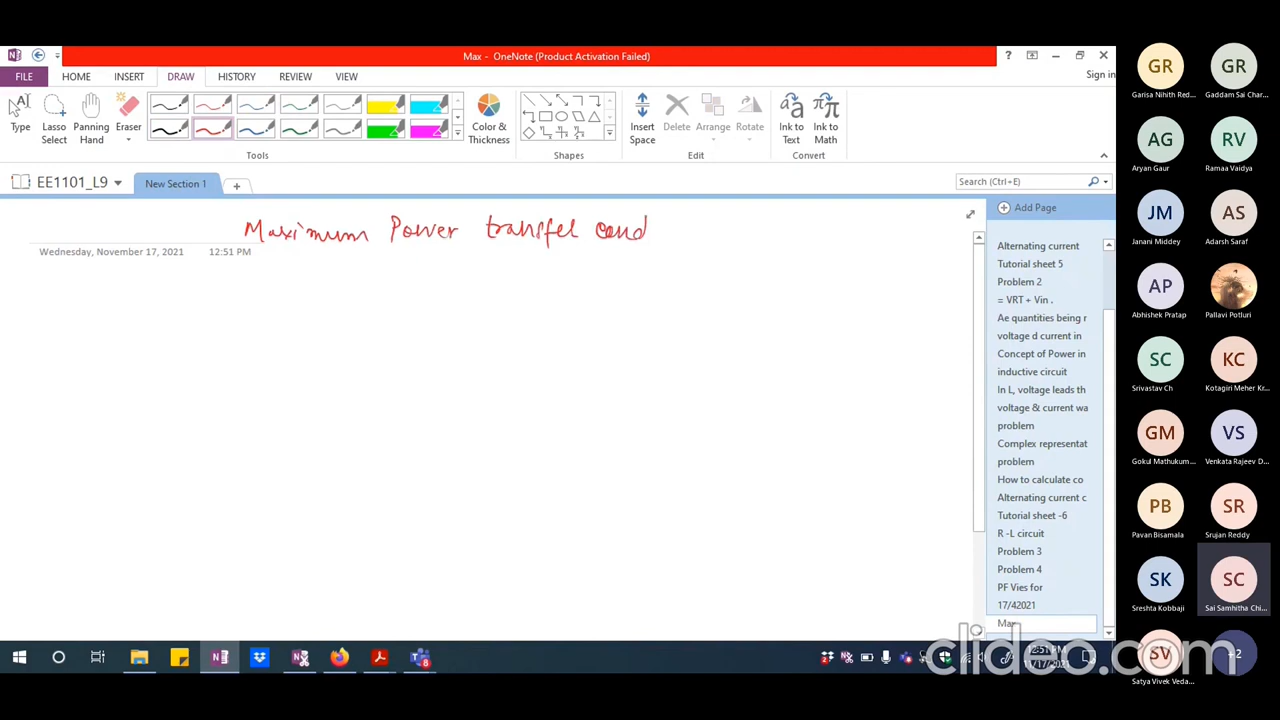 Max - OneNote (Product Activation Failed)
?
FILE HOME INSERT DRAW HISTORY REVIEW VIEW
Sign in
Type
Lasso Select
Panning Hand
Eraser
Color & Thickness
Insert Space
Delete
Arrange
Rotate
Ink to Text
Ink to Math
Tools
Shapes
Edit
Convert
EE1101_L9
New Section 1
Search (Ctrl+E)
Maximum Power transfer cond
Wednesday, November 17, 2021 12:51 PM
Add Page
Alternating current
Tutorial sheet 5
Problem 2
= VRT + Vin .
Ae quantities being r
voltage d current in
Concept of Power in
inductive circuit
In L, voltage leads th
voltage & current wa
problem
Complex representat
problem
How to calculate co
Alternating current c
Tutorial sheet -6
R -L circuit
Problem 3
Problem 4
PF Vies for
17/42021
Max
GR
Garisa Nihith Red...
GR
Gaddam Sai Char...
AG
Aryan Gaur
RV
Ramaa Vaidya
JM
Janani Middey
AS
Adarsh Saraf
AP
Abhishek Pratap
Pallavi Potluri
SC
Srivastav Ch
KC
Kotagiri Meher Kr...
GM
Gokul Mathukum...
VS
Venkata Rajeev D...
PB
Pavan Bisamala
SR
Srujan Reddy
SK
Sreshta Kobbaji
SC
Sai Samhitha Chi...
SV
Satya Vivek Veda...
+2
12:51 PM
11/17/2021
clideo.com